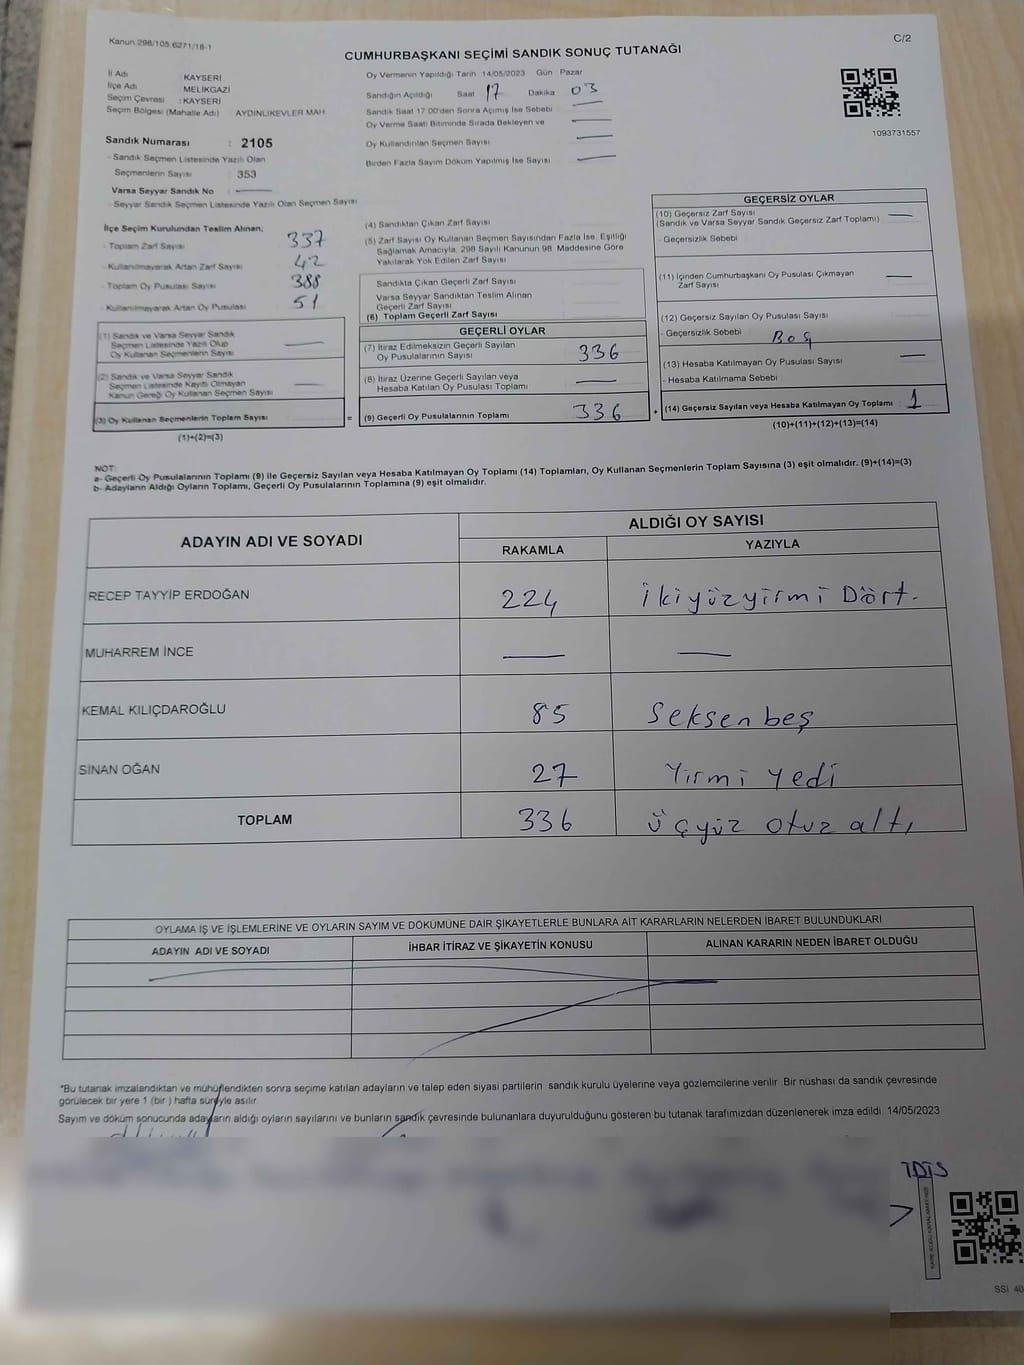 Kanun:298/105,6271/18-1
C/2
CUMHURBAŞKANI SEÇİMİ SANDIK SONUÇ TUTANAĞI
İl Adı KAYSERİ
İlçe Adı MELİKGAZİ
Seçim Çevresi : KAYSERİ
Seçim Bölgesi (Mahalle Adı) : AYDINLIKEVLER MAH
Sandık Numarası : 2105
- Sandık Seçmen Listesinde Yazılı Olan
Seçmenlerin Sayısı : 353
Varsa Seyyar Sandık No :
- Seyyar Sandık Seçmen Listesinde Yazılı Olan Seçmen Sayısı
Oy Vermenin Yapıldığı Tarih 14/05/2023 Gün Pazar
Sandığın Açıldığı Saat 17 Dakika 03
Sandık Saat 17:00'den Sonra Açılmış İse Sebebi
Oy Verme Saati Bitiminde Sırada Bekleyen ve
Oy Kullandırılan Seçmen Sayısı
Birden Fazla Sayım Döküm Yapılmış İse Sayısı
1093731557
İlçe Seçim Kurulundan Teslim Alınan;
- Toplam Zarf Sayısı 337
- Kullanılmayarak Artan Zarf Sayısı 42
- Toplam Oy Pusulası Sayısı 388
- Kullanılmayarak Artan Oy Pusulası 51
(1) Sandık ve Varsa Seyyar Sandık
Seçmen Listesinde Yazılı Olup
Oy Kullanan Seçmenlerin Sayısı
(2) Sandık ve Varsa Seyyar Sandık
Seçmen Listesinde Kayıtlı Olmayan
Kanun Gereği Oy Kullanan Seçmen Sayısı
(3) Oy Kullanan Seçmenlerin Toplam Sayısı =
(1)+(2)=(3)
(4) Sandıktan Çıkan Zarf Sayısı
(5) Zarf Sayısı Oy Kullanan Seçmen Sayısından Fazla İse, Eşitliği
Sağlamak Amacıyla, 298 Sayılı Kanunun 98. Maddesine Göre
Yakılarak Yok Edilen Zarf Sayısı
Sandıkta Çıkan Geçerli Zarf Sayısı
Varsa Seyyar Sandıktan Teslim Alınan
Geçerli Zarf Sayısı
(6) Toplam Geçerli Zarf Sayısı
GEÇERLİ OYLAR
(7) İtiraz Edilmeksizin Geçerli Sayılan
Oy Pusulalarının Sayısı 336
(8) İtiraz Üzerine Geçerli Sayılan veya
Hesaba Katılan Oy Pusulası Toplamı
(9) Geçerli Oy Pusulalarının Toplamı 336 +
GEÇERSİZ OYLAR
(10) Geçersiz Zarf Sayısı
(Sandık ve Varsa Seyyar Sandık Geçersiz Zarf Toplamı)
- Geçersizlik Sebebi
(11) İçinden Cumhurbaşkanı Oy Pusulası Çıkmayan
Zarf Sayısı
(12) Geçersiz Sayılan Oy Pusulası Sayısı
- Geçersizlik Sebebi Boş
(13) Hesaba Katılmayan Oy Pusulası Sayısı
- Hesaba Katılmama Sebebi
(14) Geçersiz Sayılan veya Hesaba Katılmayan Oy Toplamı : 1
(10)+(11)+(12)+(13)=(14)
NOT:
a- Geçerli Oy Pusulalarının Toplamı (9) ile Geçersiz Sayılan veya Hesaba Katılmayan Oy Toplamı (14) Toplamları, Oy Kullanan Seçmenlerin Toplam Sayısına (3) eşit olmalıdır. (9)+(14)=(3)
b- Adayların Aldığı Oyların Toplamı, Geçerli Oy Pusulalarının Toplamına (9) eşit olmalıdır.
ADAYIN ADI VE SOYADI
ALDIĞI OY SAYISI
RAKAMLA YAZIYLA
RECEP TAYYİP ERDOĞAN 224 ikiyüzyirmi Dört.
MUHARREM İNCE
KEMAL KILIÇDAROĞLU 85 Seksenbeş
SİNAN OĞAN 27 Yirmi yedi
TOPLAM 336 üçyüz otuz altı
OYLAMA İŞ VE İŞLEMLERİNE VE OYLARIN SAYIM VE DÖKÜMÜNE DAİR ŞİKAYETLERLE BUNLARA AİT KARARLARIN NELERDEN İBARET BULUNDUKLARI
ADAYIN ADI VE SOYADI İHBAR İTİRAZ VE ŞİKAYETİN KONUSU ALINAN KARARIN NEDEN İBARET OLDUĞU
*Bu tutanak imzalandıktan ve mühürlendikten sonra seçime katılan adayların ve talep eden siyasi partilerin sandık kurulu üyelerine veya gözlemcilerine verilir. Bir nüshası da sandık çevresinde
görülecek bir yere 1 (bir ) hafta süreyle asılır.
Sayım ve döküm sonucunda adayların aldığı oyların sayılarını ve bunların sandık çevresinde bulunanlara duyurulduğunu gösteren bu tutanak tarafımızdan düzenlenerek imza edildi. 14/05/2023